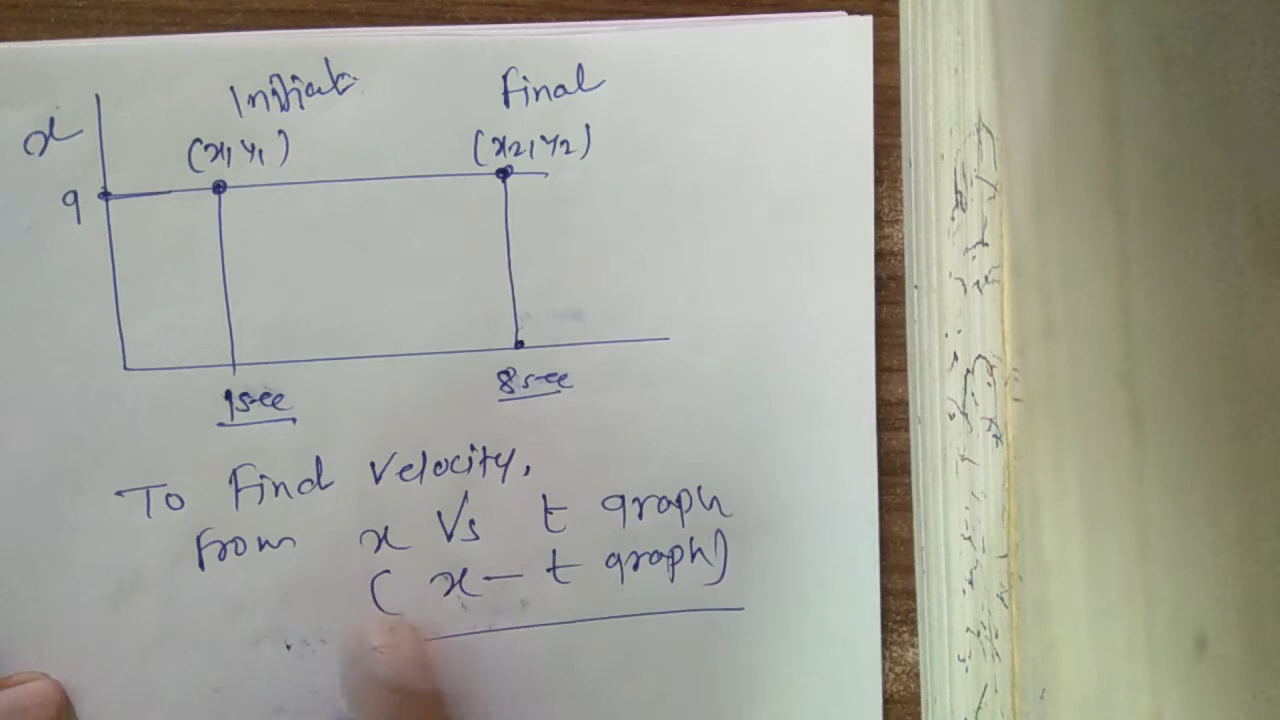 Initial
Final
x
(x1, y1)
(x2, y2)
9
1sec
8sec
To Find Velocity,
From x Vs t graph
(x - t graph)